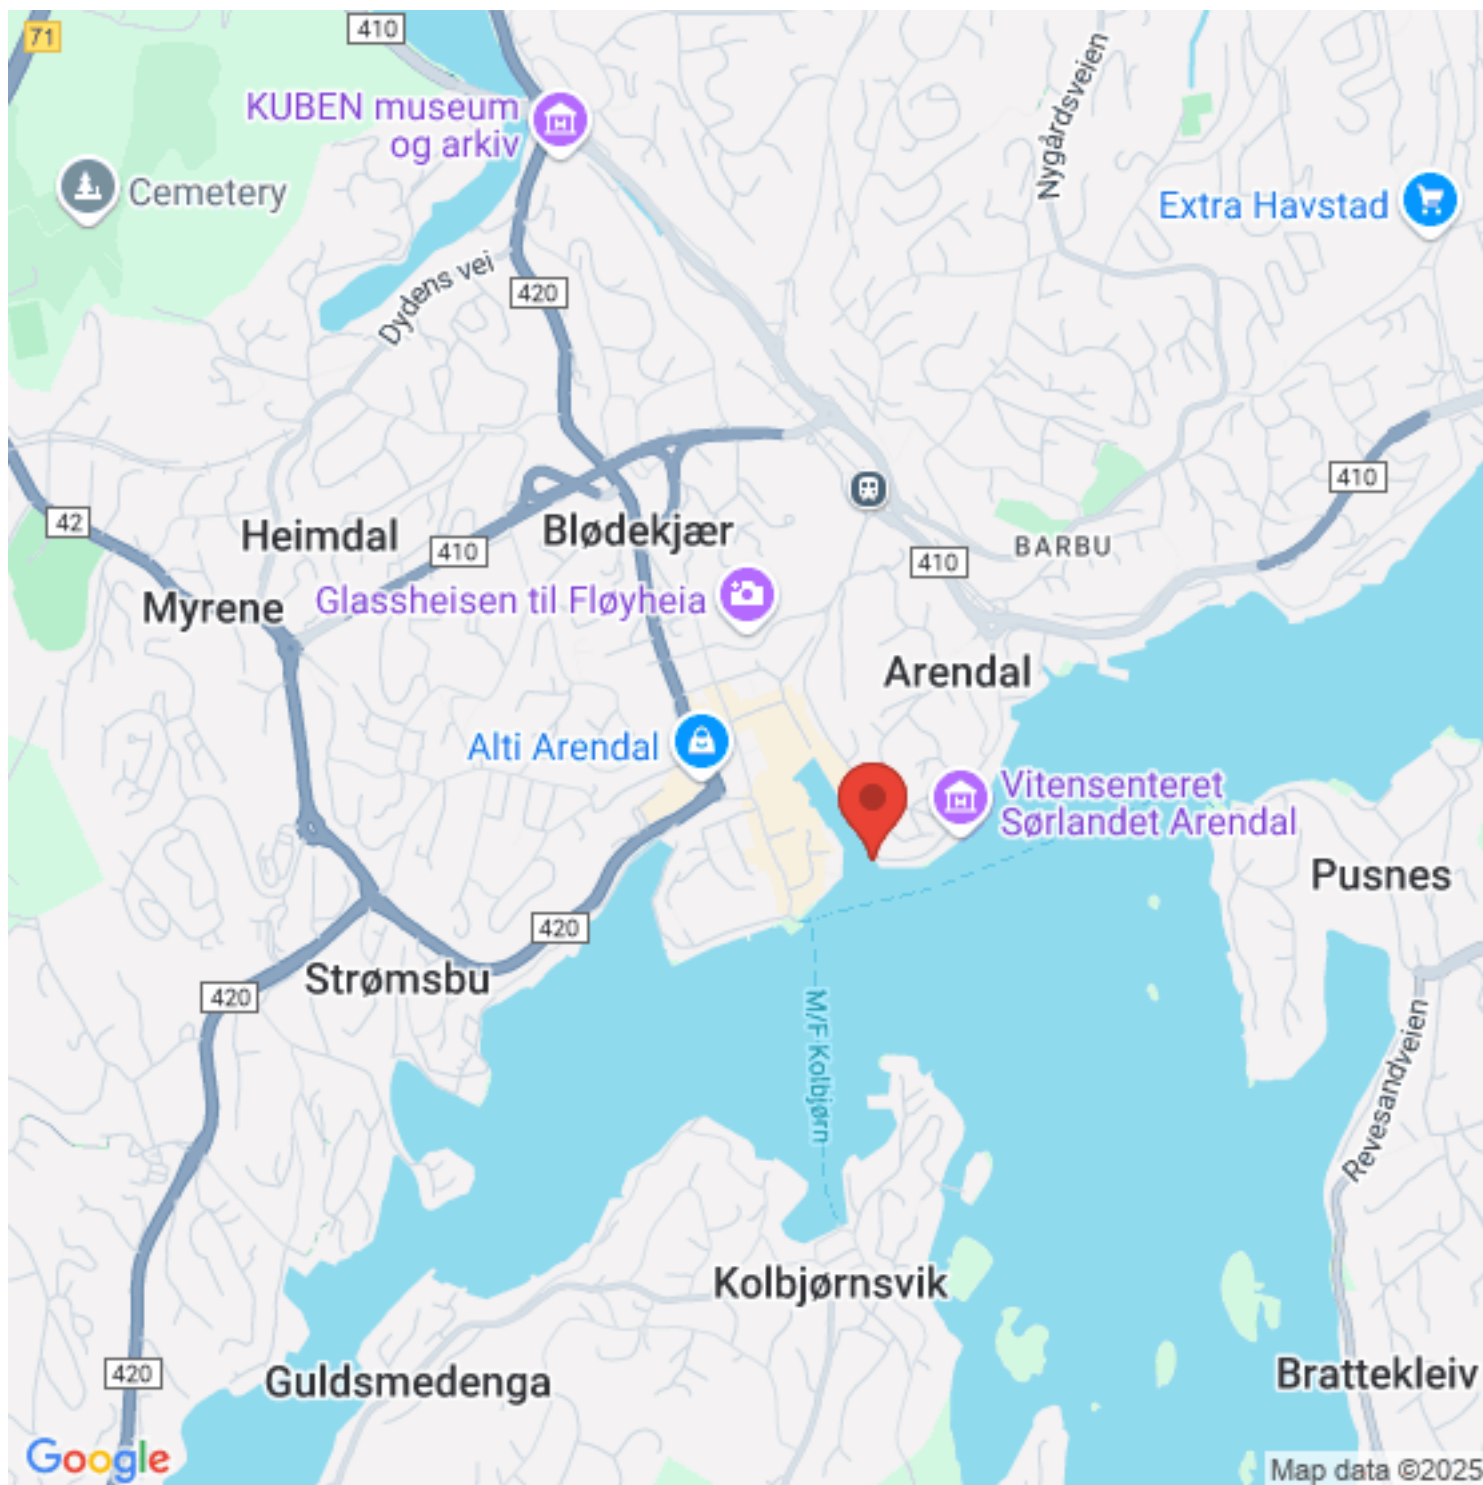 71
410
KUBEN museum
og arkiv
Nygårdsveien
Cemetery
Extra Havstad
Dydens vei
420
410
42
Heimdal
Blødekjær
410
BARBU
410
Myrene
Glassheisen til Fløyheia
Arendal
Alti Arendal
Vitensenteret
Sørlandet Arendal
Pusnes
420
Strømsbu
420
M/F Kolbjørn
Revesandveien
Kolbjørnsvik
420
Guldsmedenga
Brattekleiv
Google
Map data ©2025